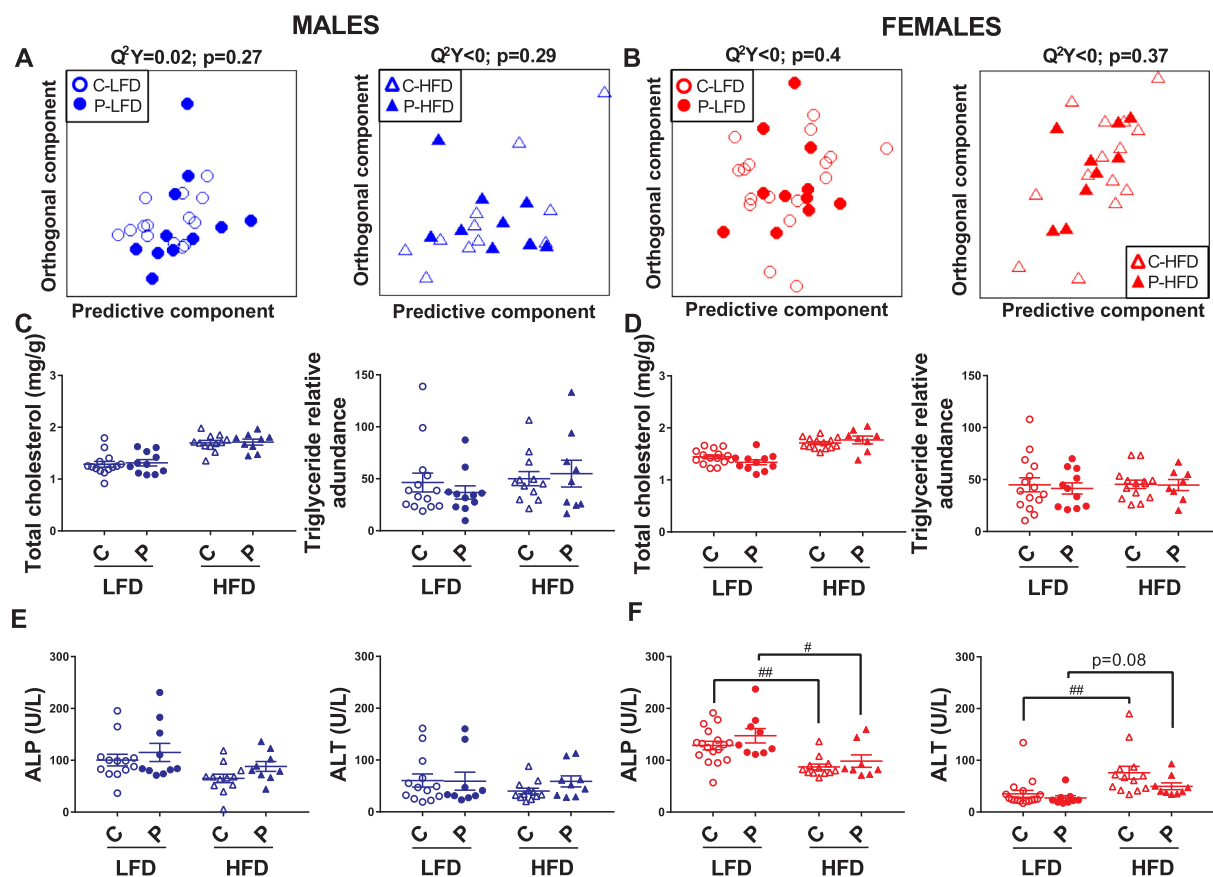 MALES
FEMALES
A
Q²Y=0.02; p=0.27
Orthogonal component
C-LFD
P-LFD
Predictive component
Q²Y<0; p=0.29
Orthogonal component
C-HFD
P-HFD
Predictive component
B
Q²Y<0; p=0.4
Orthogonal component
C-LFD
P-LFD
Predictive component
Q²Y<0; p=0.37
Orthogonal component
C-HFD
P-HFD
Predictive component
C
Total cholesterol (mg/g)
3
2
1
0
C P C P
LFD HFD
Triglyceride relative
adundance
150
100
50
0
C P C P
LFD HFD
D
Total cholesterol (mg/g)
3
2
1
0
C P C P
LFD HFD
Triglyceride relative
adundance
150
100
50
0
C P C P
LFD HFD
E
ALP (U/L)
300
200
100
0
C P C P
LFD HFD
ALT (U/L)
300
200
100
0
C P C P
LFD HFD
F
ALP (U/L)
300
200
100
0
#
##
C P C P
LFD HFD
ALT (U/L)
300
200
100
0
p=0.08
##
C P C P
LFD HFD